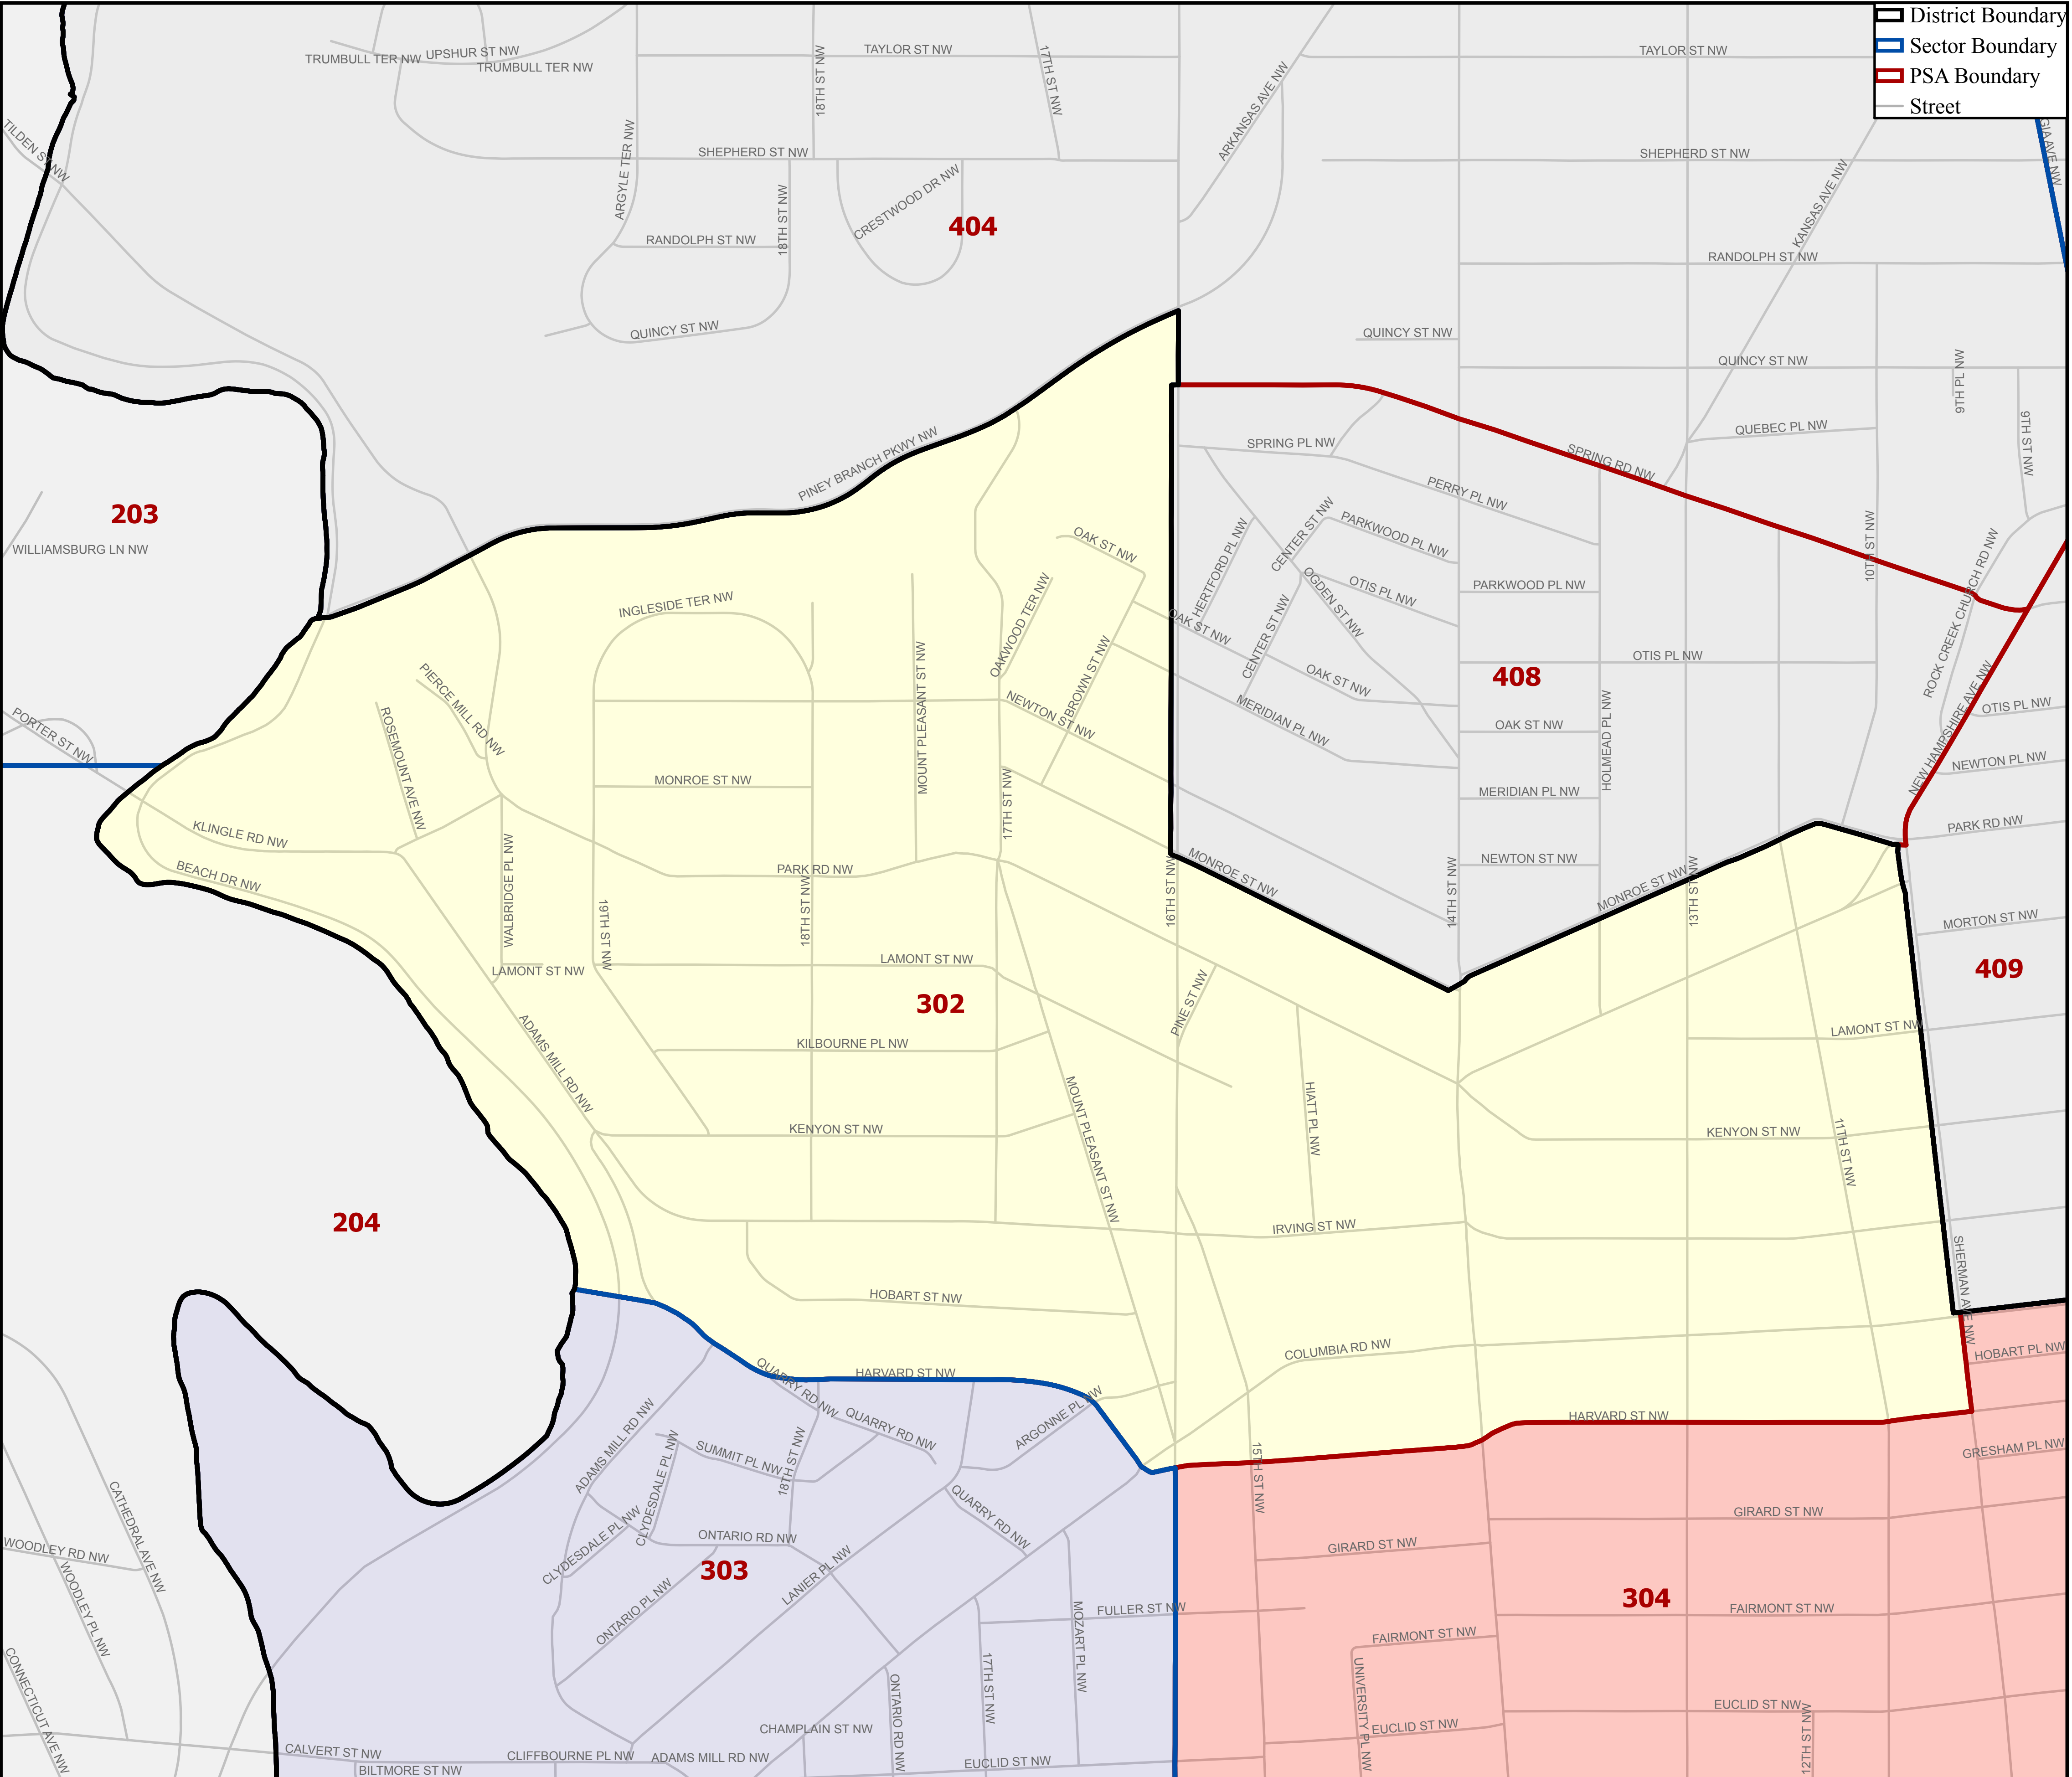 District Boundary
Sector Boundary
PSA Boundary
Street
TRUMBULL TER NW
UPSHUR ST NW
TRUMBULL TER NW
18TH ST NW
TAYLOR ST NW
17TH ST NW
ARKANSAS AVE NW
TAYLOR ST NW
GIA AVE NW
TILDEN ST NW
ARGYLE TER NW
SHEPHERD ST NW
18TH ST NW
CRESTWOOD DR NW
404
SHEPHERD ST NW
KANSAS AVE NW
RANDOLPH ST NW
RANDOLPH ST NW
QUINCY ST NW
QUINCY ST NW
QUINCY ST NW
9TH PL NW
9TH ST NW
QUEBEC PL NW
PINEY BRANCH PKWY NW
SPRING PL NW
SPRING RD NW
PERRY PL NW
203
WILLIAMSBURG LN NW
OAK ST NW
HERTFORD PL NW
CENTER ST NW
PARKWOOD PL NW
10TH ST NW
ROCK CREEK CHURCH RD NW
INGLESIDE TER NW
OAKWOOD TER NW
OAK ST NW
CENTER ST NW
OGDEN ST NW
OTIS PL NW
PARKWOOD PL NW
PIERCE MILL RD NW
ROSEMOUNT AVE NW
MOUNT PLEASANT ST NW
BROWN ST NW
NEWTON ST NW
OAK ST NW
MERIDIAN PL NW
408
OTIS PL NW
OAK ST NW
HOLMEAD PL NW
NEW HAMPSHIRE AVE NW
OTIS PL NW
PORTER ST NW
MONROE ST NW
17TH ST NW
MERIDIAN PL NW
NEWTON PL NW
KLINGLE RD NW
BEACH DR NW
WALBRIDGE PL NW
PARK RD NW
16TH ST NW
MONROE ST NW
14TH ST NW
NEWTON ST NW
MONROE ST NW
13TH ST NW
PARK RD NW
19TH ST NW
18TH ST NW
MORTON ST NW
LAMONT ST NW
LAMONT ST NW
409
302
PINE ST NW
ADAMS MILL RD NW
KILBOURNE PL NW
LAMONT ST NW
MOUNT PLEASANT ST NW
HIATT PL NW
KENYON ST NW
KENYON ST NW
11TH ST NW
204
IRVING ST NW
SHERMAN AVE NW
HOBART ST NW
COLUMBIA RD NW
HOBART PL NW
QUARRY RD NW
HARVARD ST NW
ARGONNE PL NW
HARVARD ST NW
ADAMS MILL RD NW
QUARRY RD NW
CLYDESDALE PL NW
SUMMIT PL NW
18TH ST NW
15TH ST NW
GRESHAM PL NW
CATHEDRAL AVE NW
WOODLEY RD NW
WOODLEY PL NW
CLYDESDALE PL NW
ONTARIO RD NW
QUARRY RD NW
GIRARD ST NW
GIRARD ST NW
303
ONTARIO PL NW
LANIER PL NW
MOZART PL NW
FULLER ST NW
304
FAIRMONT ST NW
FAIRMONT ST NW
CONNECTICUT AVE NW
ONTARIO RD NW
17TH ST NW
UNIVERSITY PL NW
EUCLID ST NW
EUCLID ST NW
12TH ST NW
CHAMPLAIN ST NW
CALVERT ST NW
CLIFFBOURNE PL NW
ADAMS MILL RD NW
EUCLID ST NW
BILTMORE ST NW